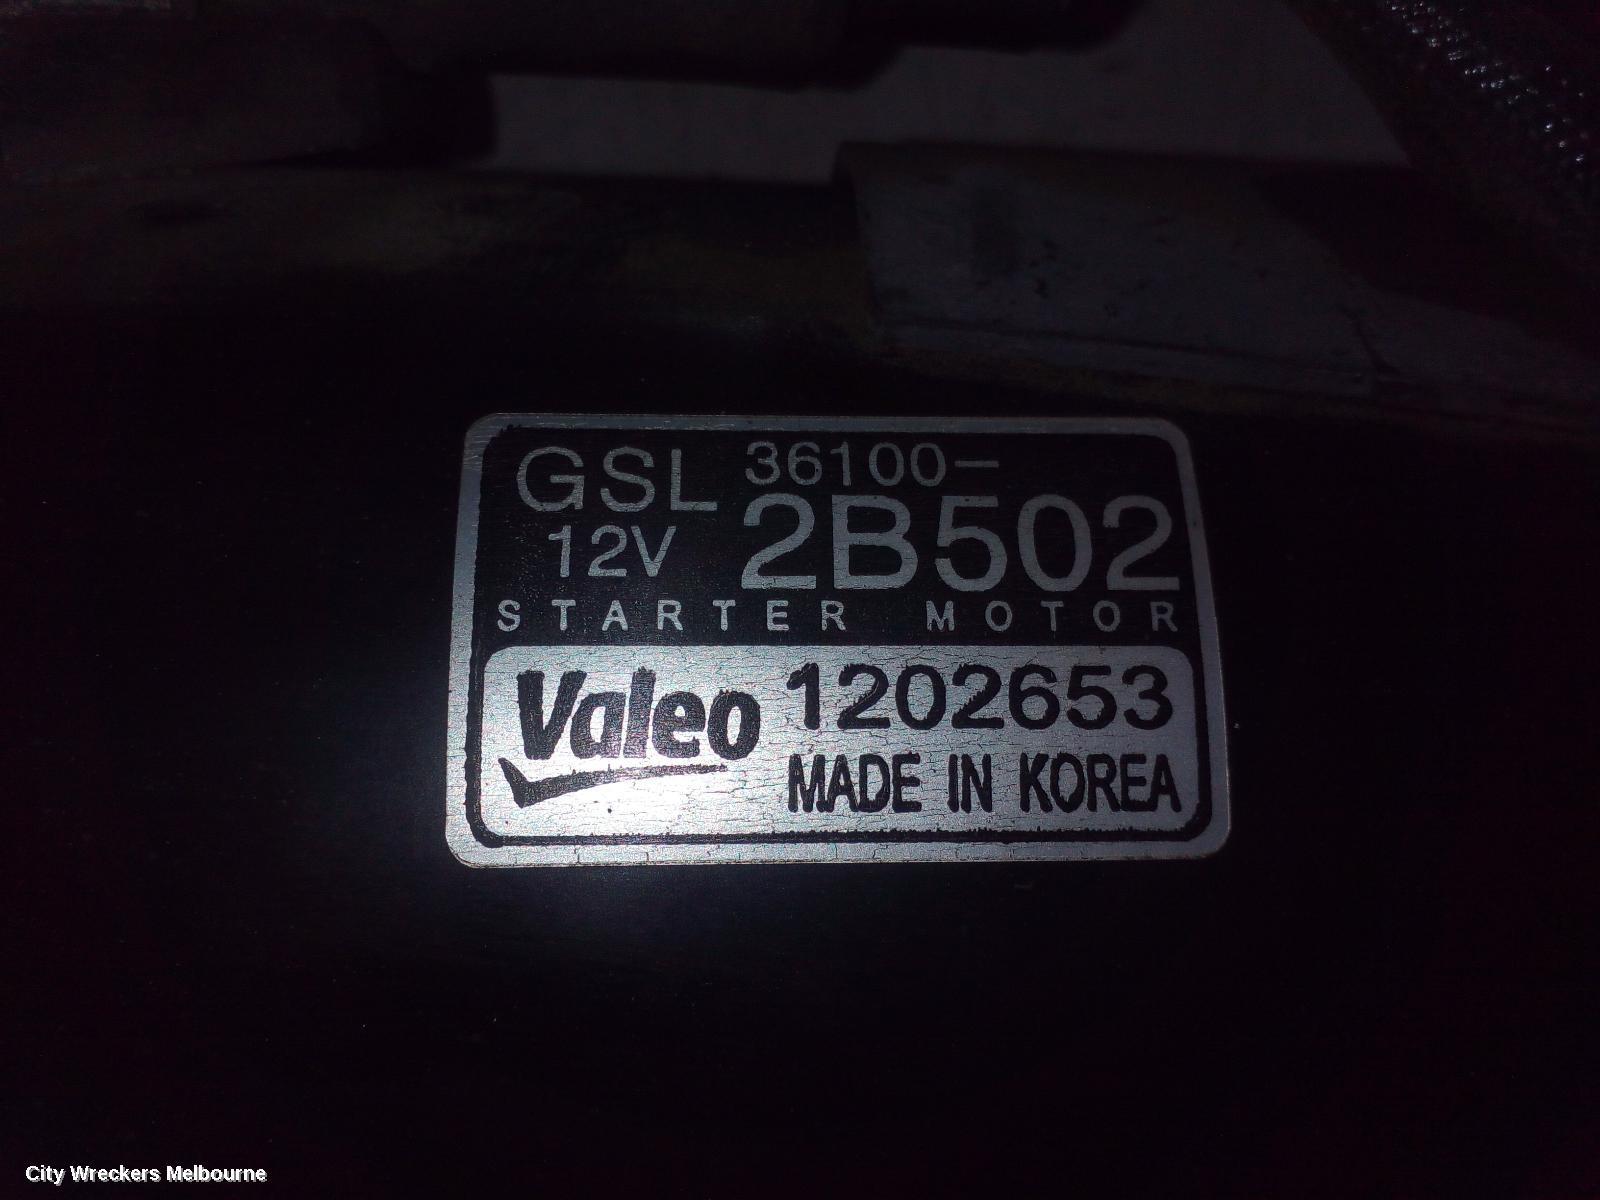 GSL 36100-
12V 2B502
STARTER MOTOR
Valeo 1202653
MADE IN KOREA
City Wreckers Melbourne